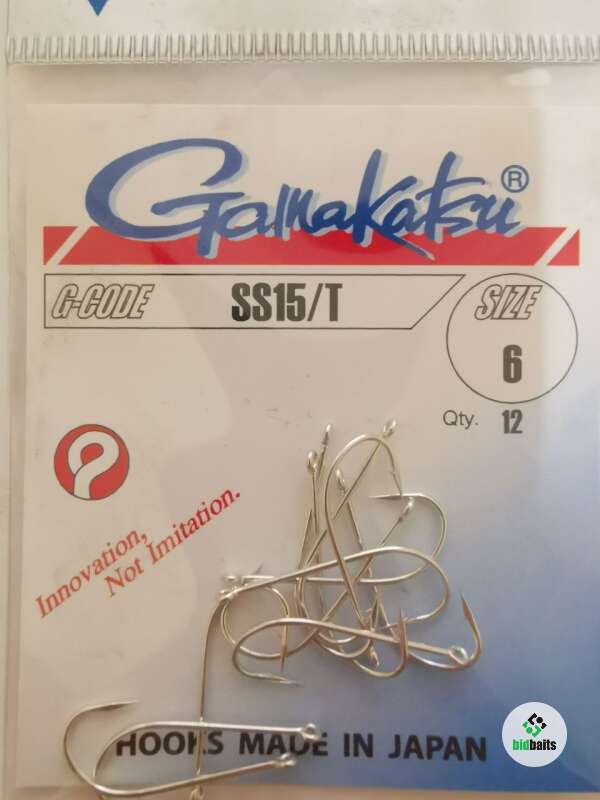 Gamakatsu®
G-CODE SS15/T SIZE
6
Qty. 12
Innovation,
Not Imitation.
HOOKS MADE IN JAPAN
bidbaits